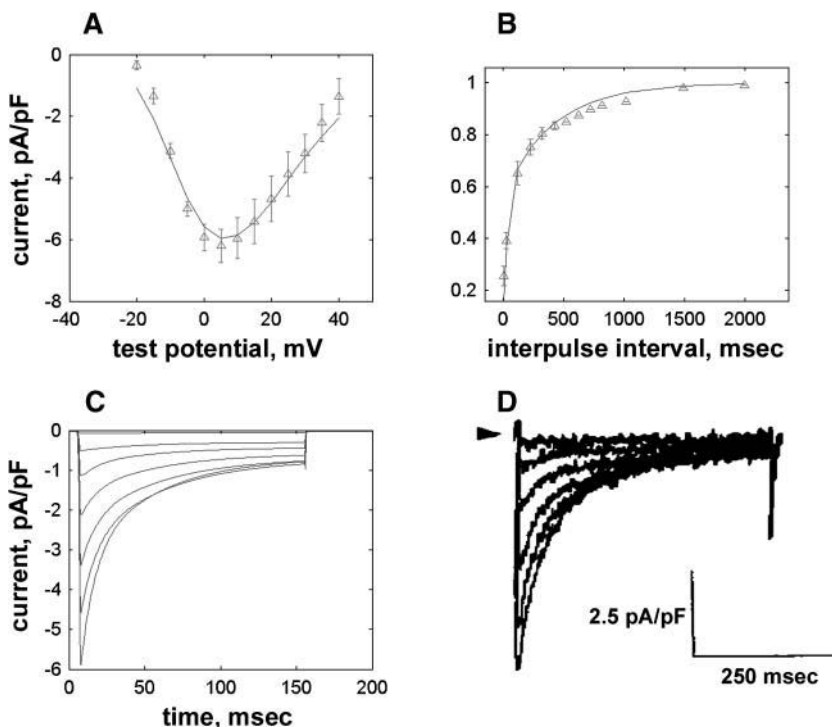 A
0
-2
-4
-6
-8
-40 -20 0 20 40
current, pA/pF
test potential, mV
B
1
0.8
0.6
0.4
0.2
0 500 1000 1500 2000
interpulse interval, msec
C
0
-1
-2
-3
-4
-5
-6
0 50 100 150 200
current, pA/pF
time, msec
D
2.5 pA/pF
250 msec